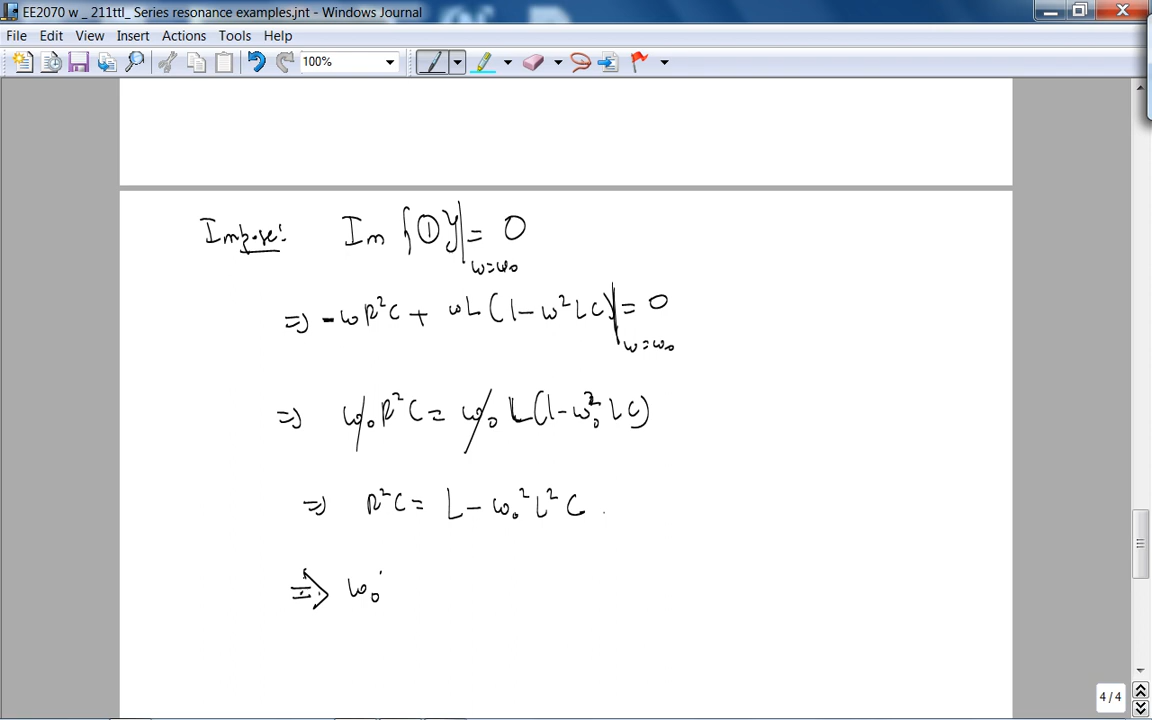 EE2070 w _ 211ttl_ Series resonance examples.jnt - Windows Journal
File Edit View Insert Actions Tools Help
100%
Impose: Im {①}|ω=ω₀ = 0
⇒ -ωR²C + ωL(1-ω²LC)|ω=ω₀ = 0
⇒ ω₀R²C = ω₀L(1-ω₀²LC)
⇒ R²C = L - ω₀²L²C
⇒ ω₀
4/4